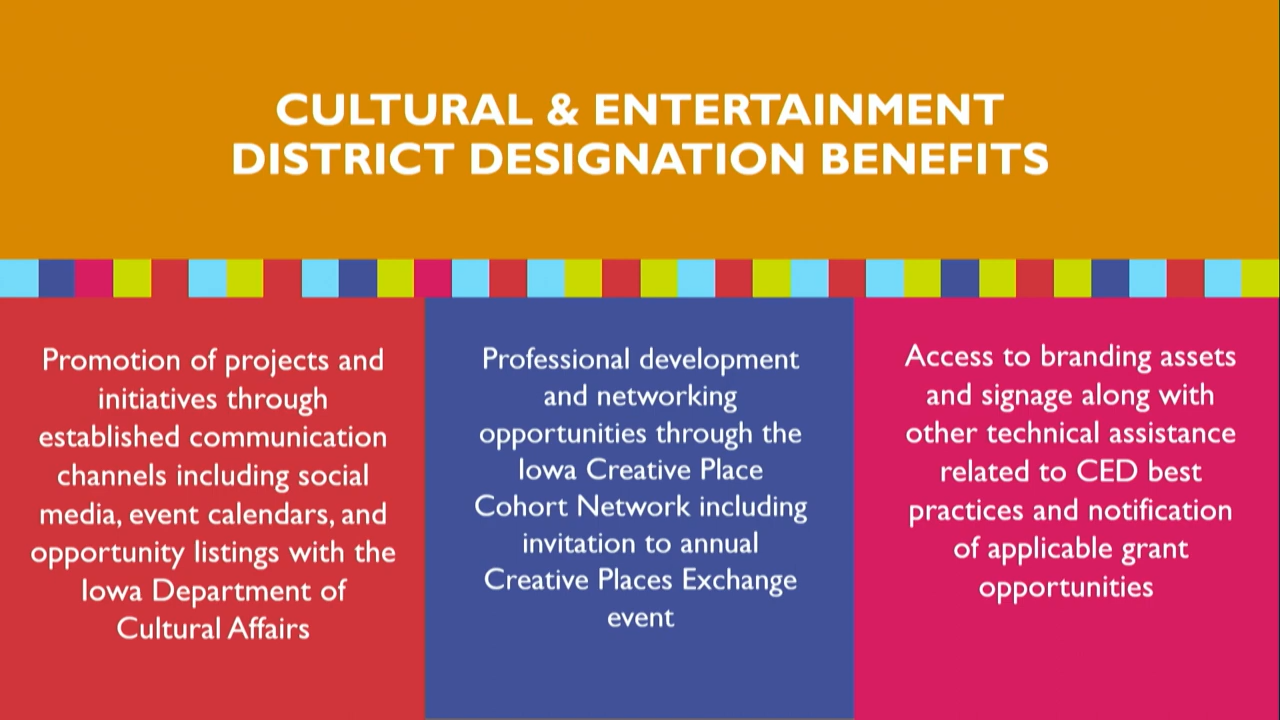 CULTURAL & ENTERTAINMENT
DISTRICT DESIGNATION BENEFITS
Promotion of projects and
initiatives through
established communication
channels including social
media, event calendars, and
opportunity listings with the
Iowa Department of
Cultural Affairs
Professional development
and networking
opportunities through the
Iowa Creative Place
Cohort Network including
invitation to annual
Creative Places Exchange
event
Access to branding assets
and signage along with
other technical assistance
related to CED best
practices and notification
of applicable grant
opportunities